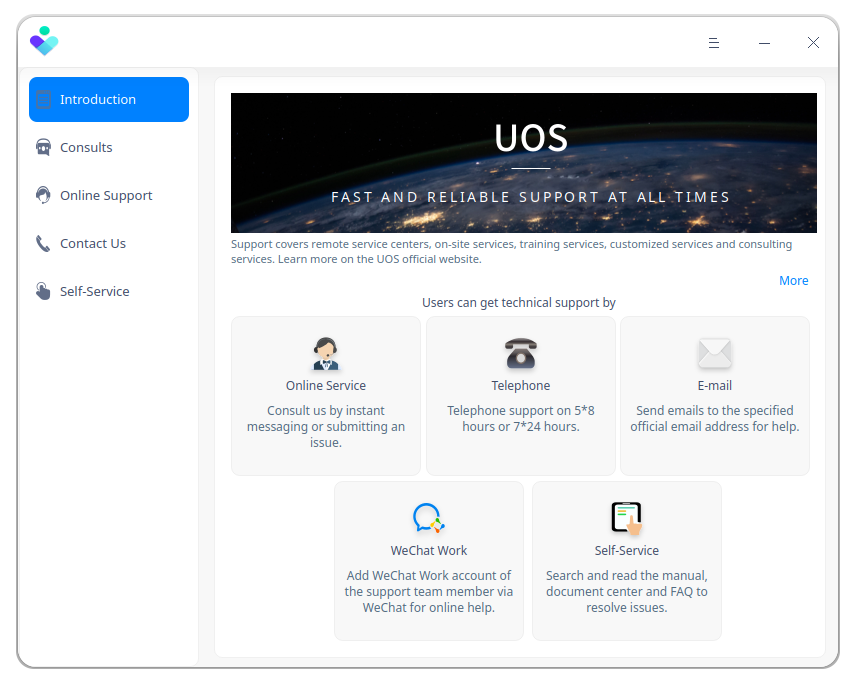 Introduction
Consults
Online Support
Contact Us
Self-Service
UOS
FAST AND RELIABLE SUPPORT AT ALL TIMES
Support covers remote service centers, on-site services, training services, customized services and consulting
services. Learn more on the UOS official website.
More
Users can get technical support by
Online Service
Consult us by instant
messaging or submitting an
issue.
Telephone
Telephone support on 5*8
hours or 7*24 hours.
E-mail
Send emails to the specified
official email address for help.
WeChat Work
Add WeChat Work account of
the support team member via
WeChat for online help.
Self-Service
Search and read the manual,
document center and FAQ to
resolve issues.